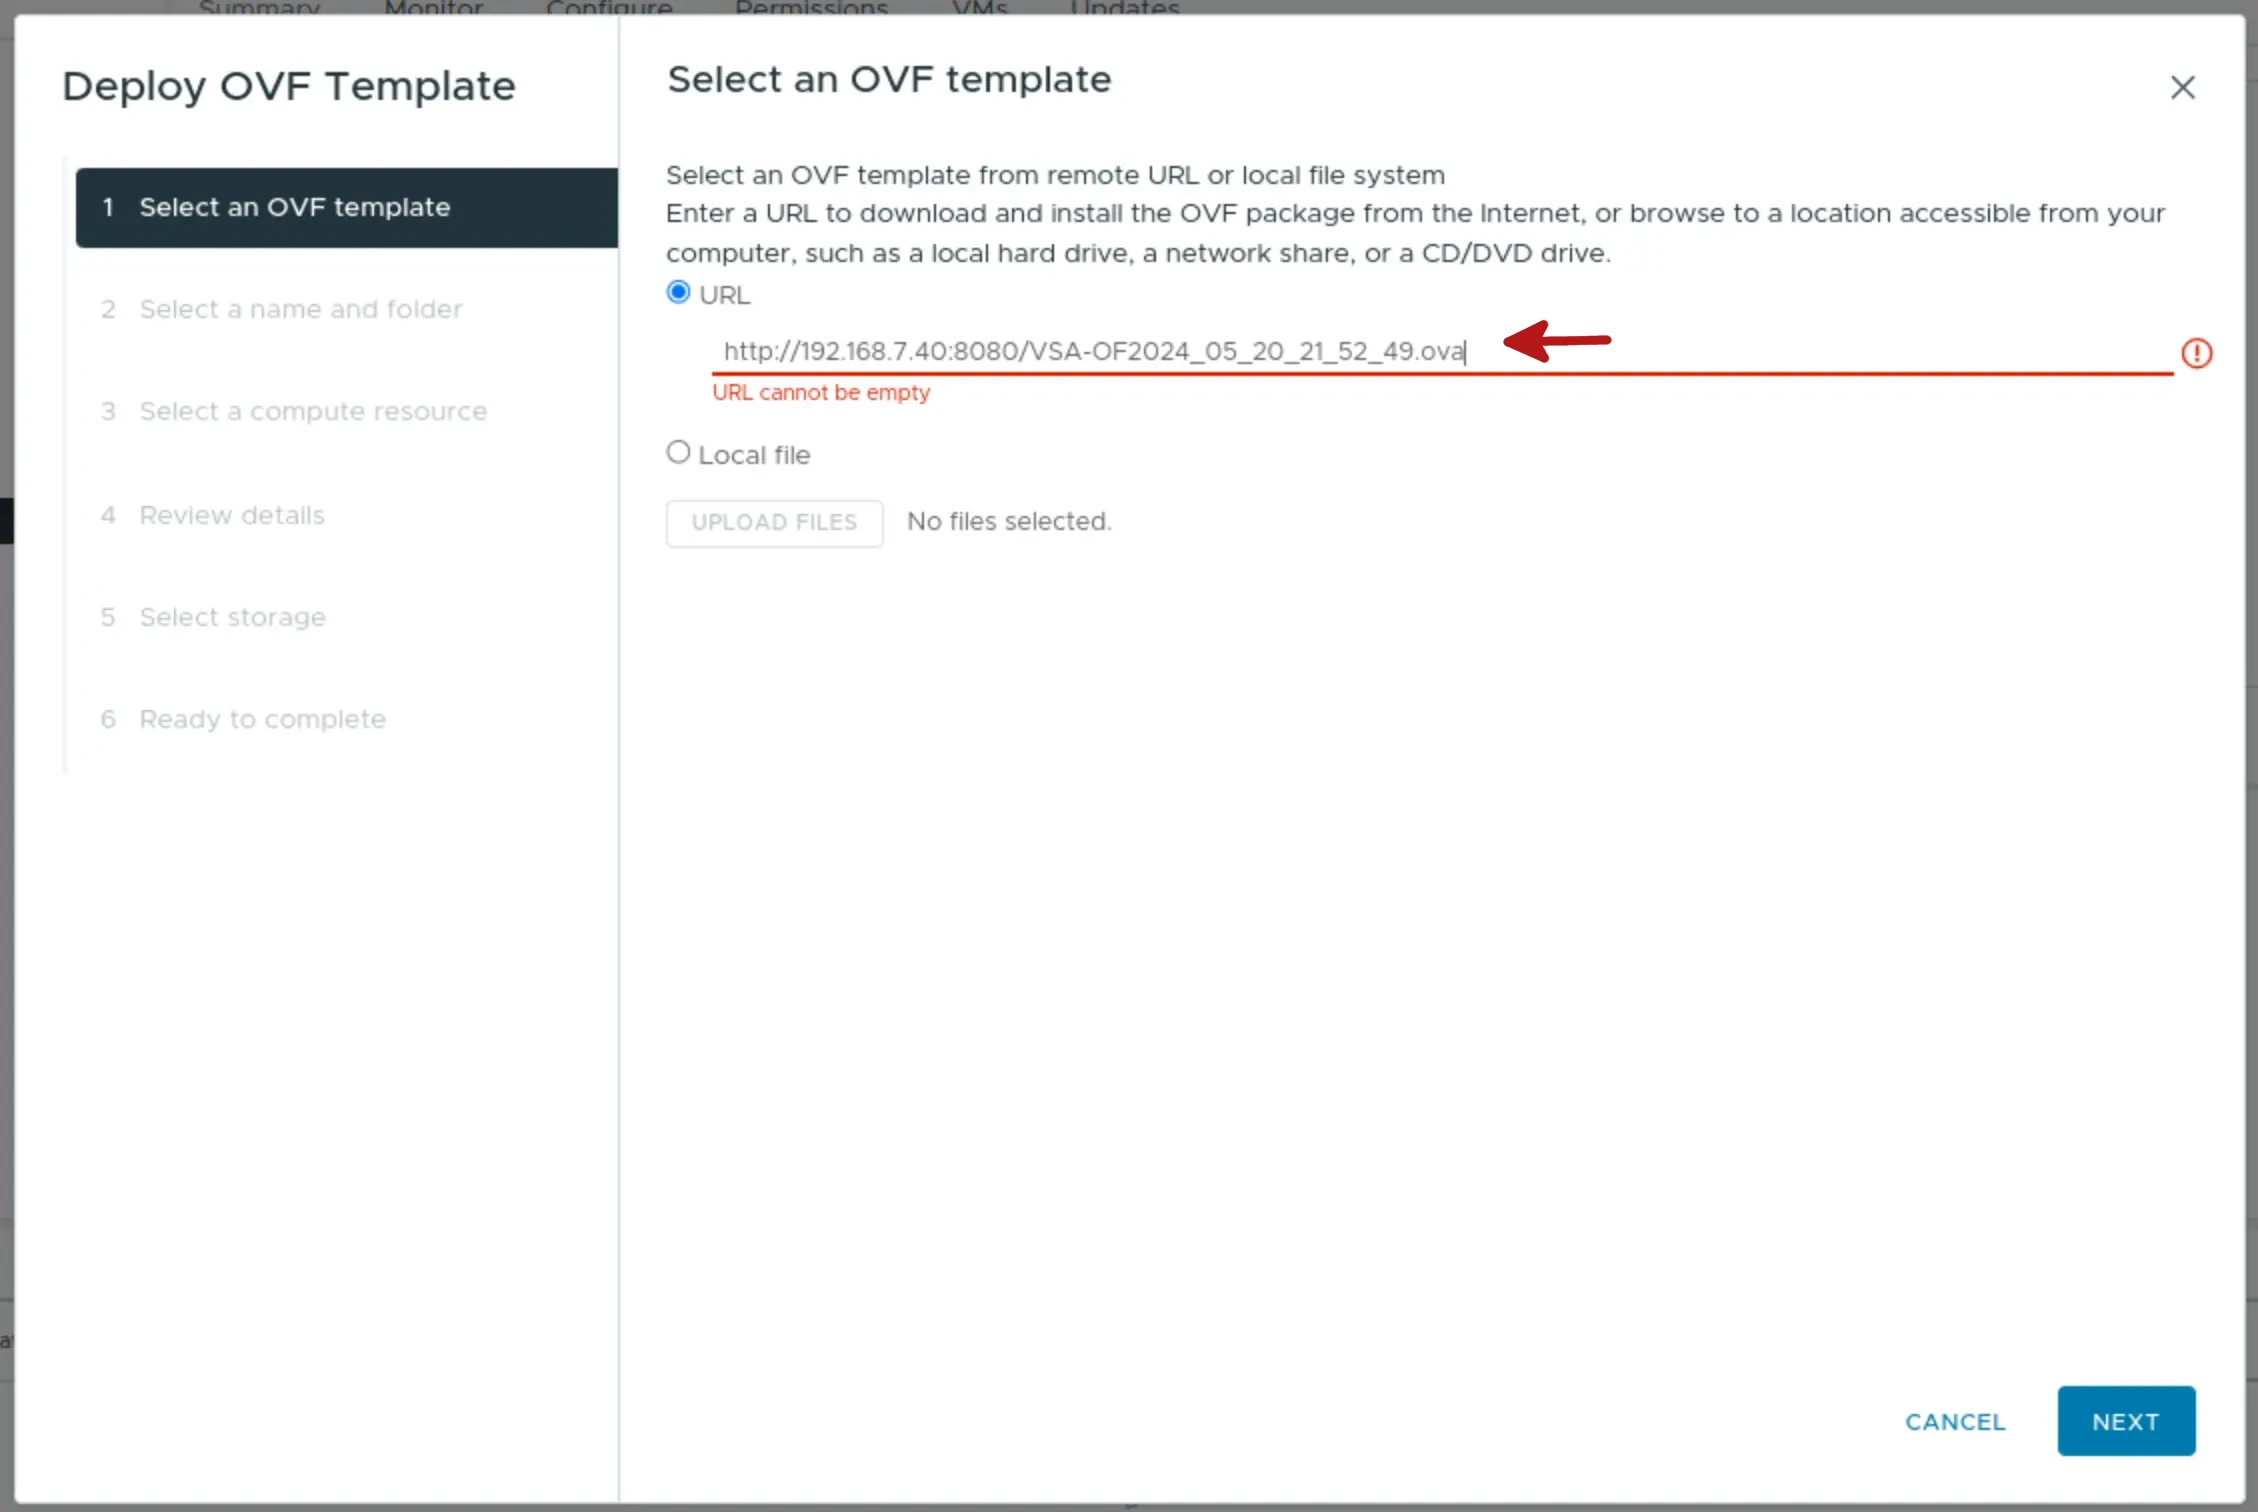 Summary Monitor Configure Permissions VMs Updates
Deploy OVF Template
1 Select an OVF template
2 Select a name and folder
3 Select a compute resource
4 Review details
5 Select storage
6 Ready to complete
Select an OVF template
Select an OVF template from remote URL or local file system
Enter a URL to download and install the OVF package from the Internet, or browse to a location accessible from your
computer, such as a local hard drive, a network share, or a CD/DVD drive.
URL
http://192.168.7.40:8080/VSA-OF2024_05_20_21_52_49.ova
URL cannot be empty
Local file
UPLOAD FILES No files selected.
CANCEL NEXT